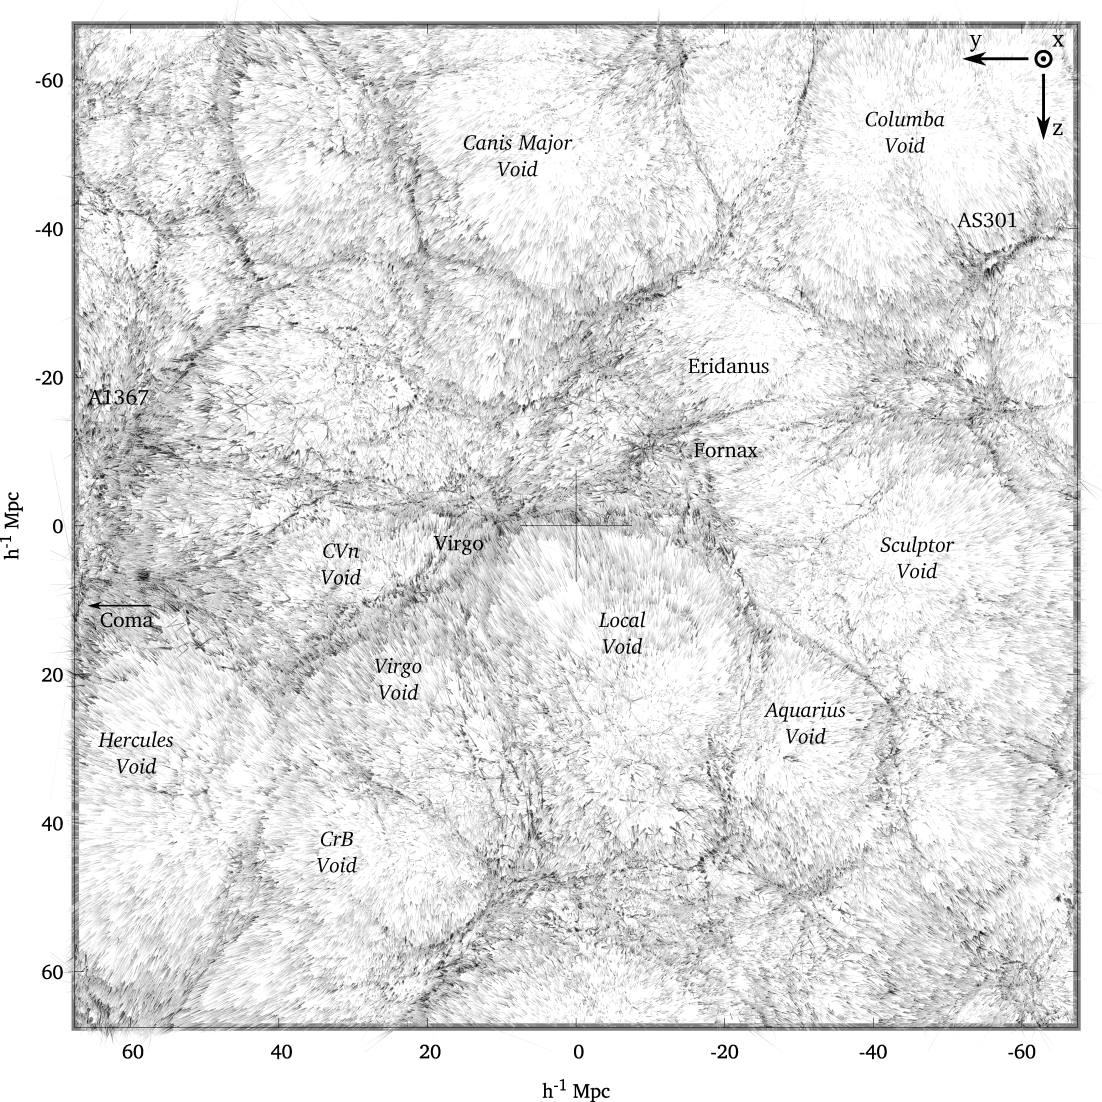 y
x
z
-60
Canis Major
Void
Columba
Void
-40
AS301
-20
Eridanus
A1367
Fornax
h⁻¹ Mpc
0
Virgo
CVn
Void
Sculptor
Void
Coma
Local
Void
20
Virgo
Void
Aquarius
Void
Hercules
Void
40
CrB
Void
60
60 40 20 0 -20 -40 -60
h⁻¹ Mpc